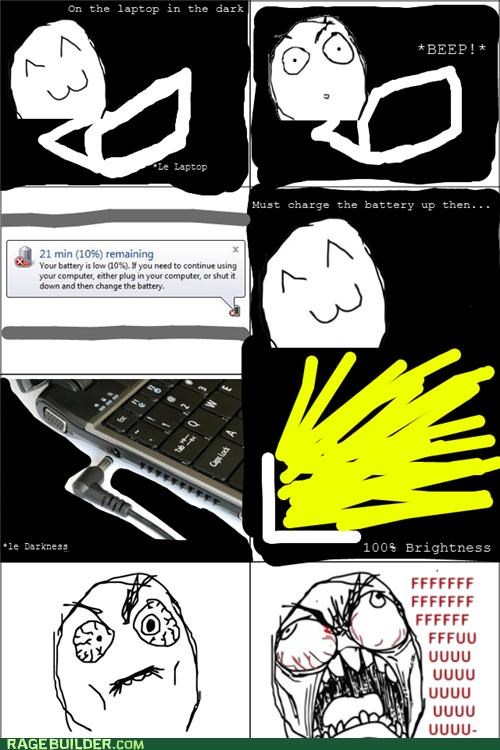 On the laptop in the dark
*Le Laptop
*BEEP!*
21 min (10%) remaining
Your battery is low (10%). If you need to continue using
your computer, either plug in your computer, or shut it
down and then change the battery.
Must charge the battery up then...
Esc
Tab
Caps Lock
Q
W
E
A
*le Darkness
100% Brightness
FFFFFFF
FFFFFFF
FFFFFF
FFFUU
UUUU
UUUU
UUUU
UUUU
UUUU-
RAGEBUILDER.COM